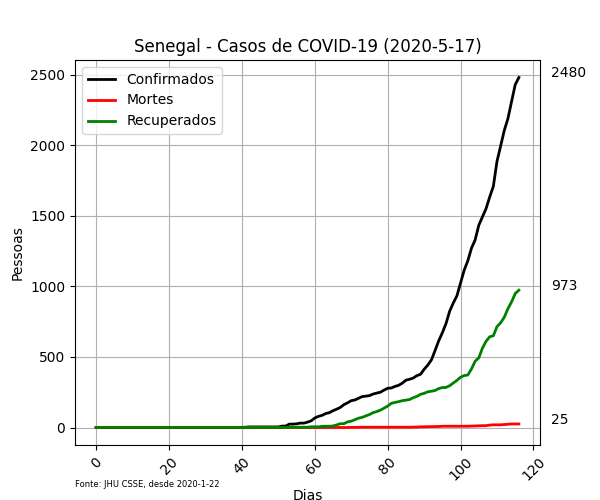 Senegal - Casos de COVID-19 (2020-5-17)
Confirmados
Mortes
Recuperados
2500
2000
1500
1000
500
0
Pessoas
2480
973
25
0
20
40
60
80
100
120
Dias
Fonte: JHU CSSE, desde 2020-1-22